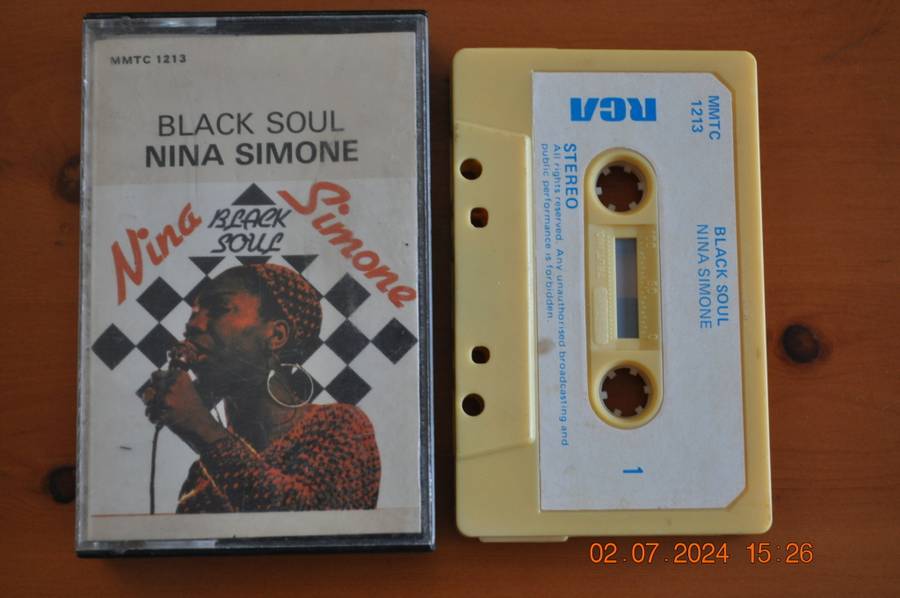 MMTC 1213
BLACK SOUL
NINA SIMONE
Nina
BLACK
SOUL
Simone
RCA
MMTC
1213
STEREO
All rights reserved. Any unauthorised broadcasting and
public performance is forbidden.
BLACK SOUL
NINA SIMONE
1
02.07.2024 15:26